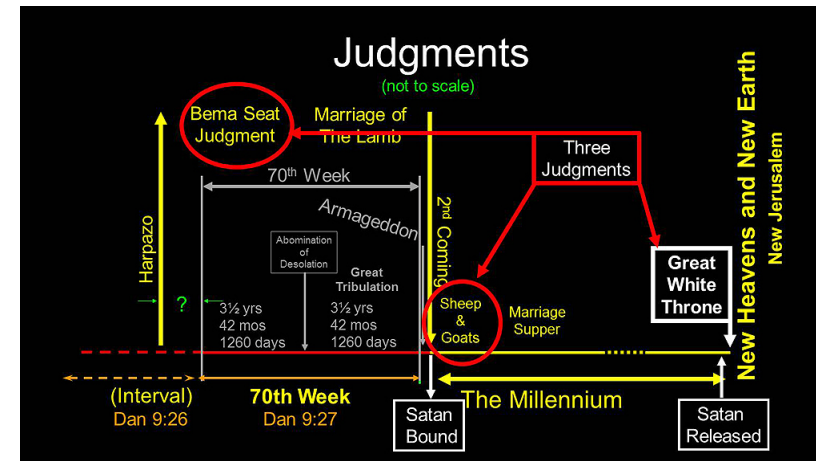 Judgments
(not to scale)
Bema Seat
Judgment
Marriage of
The Lamb
Three
Judgments
70th Week
Armageddon
2nd Coming
Harpazo
?
Abomination
of
Desolation
Great
Tribulation
3½ yrs
42 mos
1260 days
3½ yrs
42 mos
1260 days
Sheep
&
Goats
Marriage
Supper
Great
White
Throne
New Heavens and New Earth
New Jerusalem
(Interval)
Dan 9:26
70th Week
Dan 9:27
Satan
Bound
The Millennium
Satan
Released